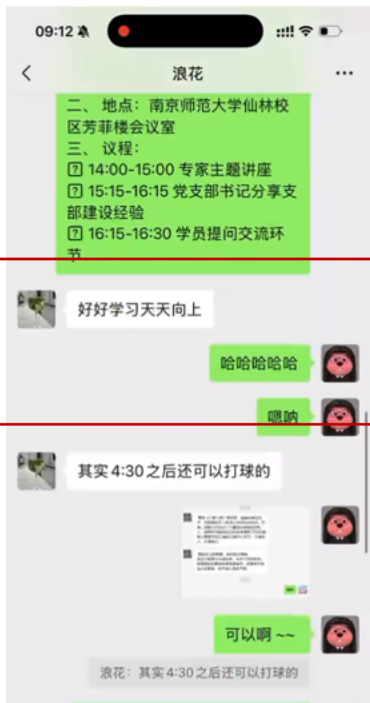 09:12
浪花
二、 地点：南京师范大学仙林校
区芳菲楼会议室
三、 议程：
14:00-15:00 专家主题讲座
15:15-16:15 党支部书记分享支
部建设经验
16:15-16:30 学员提问交流环
节
好好学习天天向上
哈哈哈哈哈
嗯呐
其实4:30之后还可以打球的
可以啊 ~~
浪花：其实4:30之后还可以打球的